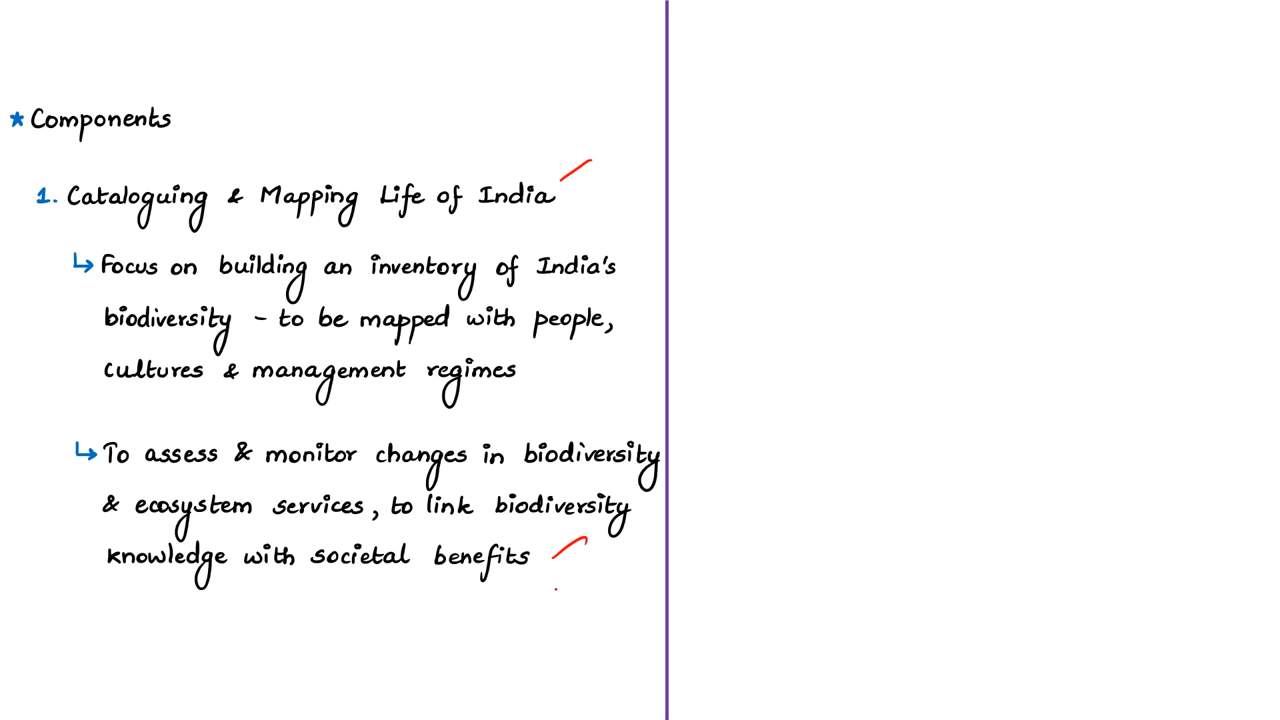 * Components
1. Cataloguing & Mapping Life of India
↳ Focus on building an inventory of India's
biodiversity - to be mapped with people,
cultures & management regimes
↳ To assess & monitor changes in biodiversity
& ecosystem services, to link biodiversity
knowledge with societal benefits